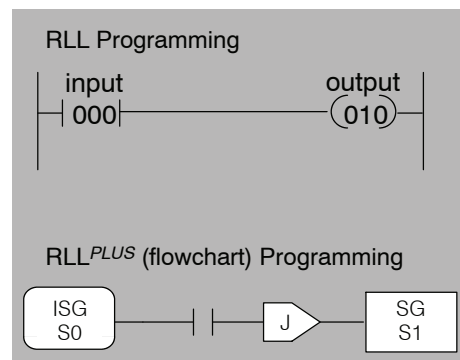 RLL Programming
input output
000 010
RLLPLUS (flowchart) Programming
ISG SG
S0 J S1